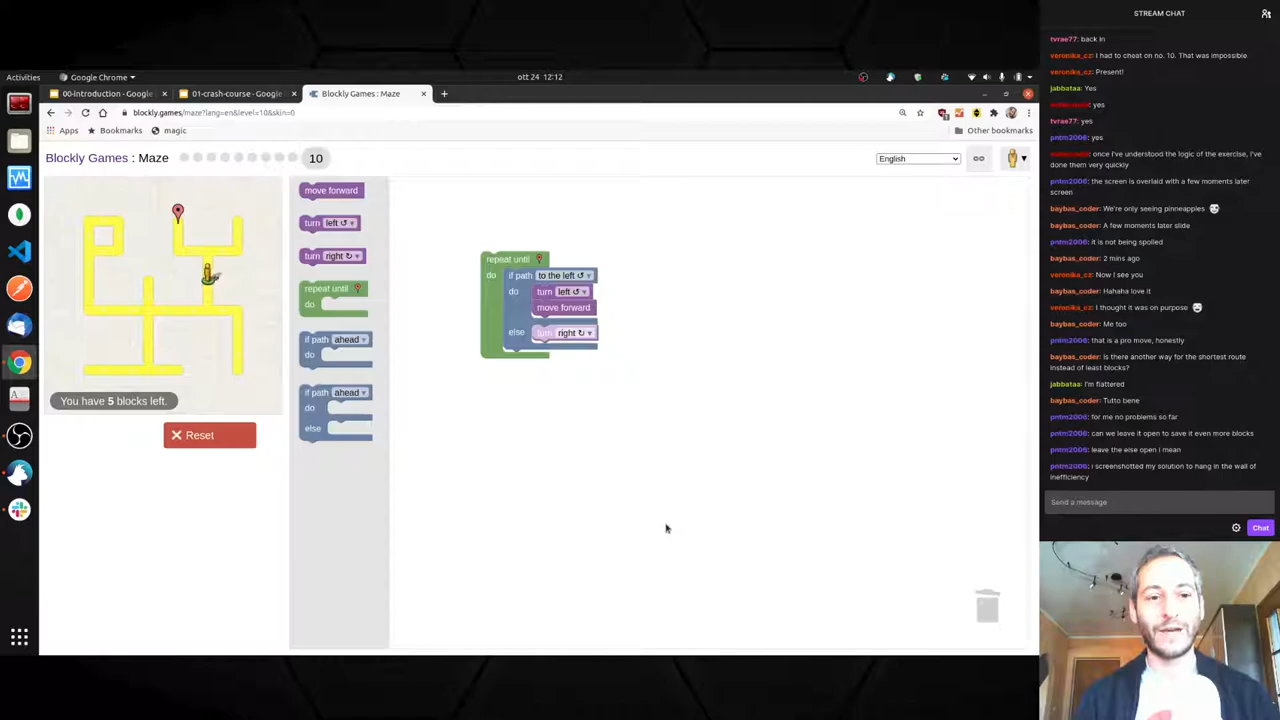 STREAM CHAT
tvrae77: back in
veronika_cz: I had to cheat on no. 10. That was impossible
veronika_cz: Present!
jabbataa: Yes
yes
tvrae77: yes
pntm2006: yes
once I've understood the logic of the exercise, I've
done them very quickly
pntm2006: the screen is overlaid with a few moments later
screen
baybas_coder: We're only seeing pinneapples
baybas_coder: A few moments later slide
pntm2006: it is not being spoiled
baybas_coder: 2 mins ago
veronika_cz: Now I see you
baybas_coder: Hahaha love it
veronika_cz: I thought it was on purpose
baybas_coder: Me too
pntm2006: that is a pro move, honestly
baybas_coder: Is there another way for the shortest route
instead of least blocks?
jabbataa: I'm flattered
baybas_coder: Tutto bene
pntm2006: for me no problems so far
pntm2006: can we leave it open to save it even more blocks
pntm2006: leave the else open i mean
pntm2006: i screenshotted my solution to hang in the wall of
inefficiency
Send a message
Chat
Activities
Google Chrome
ott 24 12:12
00-introduction - Google
01-crash-course - Google
Blockly Games : Maze
blockly.games/maze?lang=en&level=10&skin=0
Apps
Bookmarks
magic
Other bookmarks
Blockly Games : Maze
10
English
You have 5 blocks left.
Reset
move forward
turn left ↺
turn right ↻
repeat until
do
if path ahead
do
if path ahead
do
else
repeat until
do if path to the left ↺
do turn left ↺
move forward
else turn right ↻